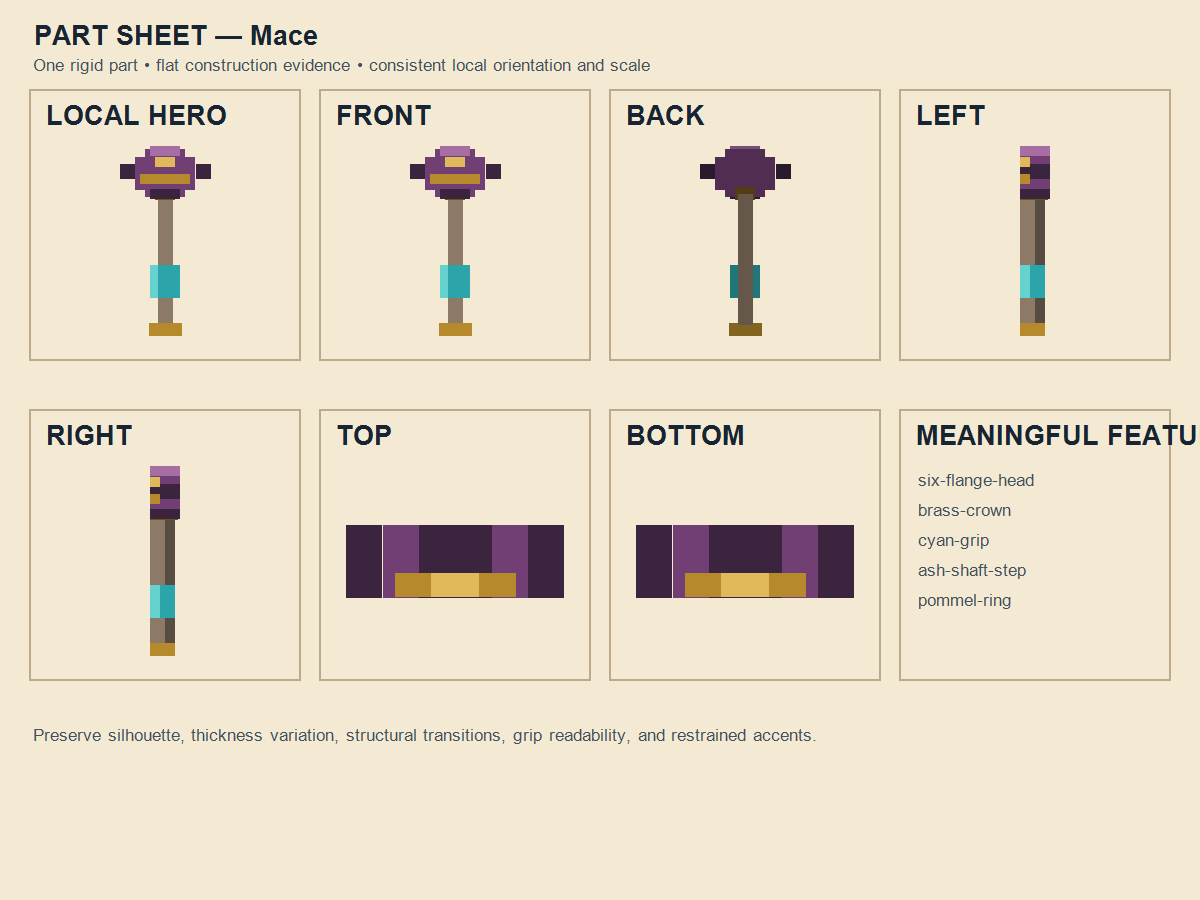 PART SHEET — Mace
One rigid part • flat construction evidence • consistent local orientation and scale
LOCAL HERO
FRONT
BACK
LEFT
RIGHT
TOP
BOTTOM
MEANINGFUL FEATU
six-flange-head
brass-crown
cyan-grip
ash-shaft-step
pommel-ring
Preserve silhouette, thickness variation, structural transitions, grip readability, and restrained accents.